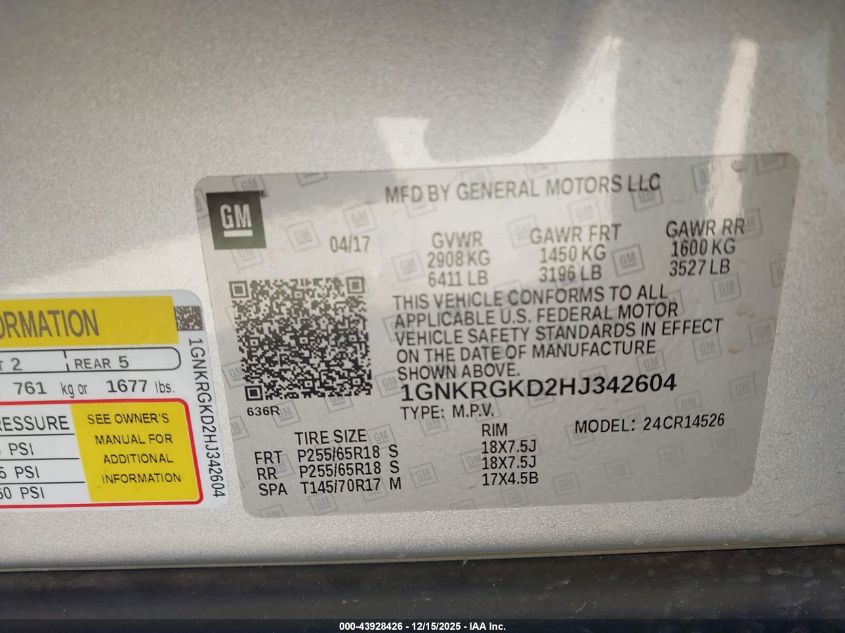 GM
MFD BY GENERAL MOTORS LLC
04/17
GVWR GAWR FRT GAWR RR
2908 KG 1450 KG 1600 KG
6411 LB 3196 LB 3527 LB
THIS VEHICLE CONFORMS TO ALL
APPLICABLE U.S. FEDERAL MOTOR
VEHICLE SAFETY STANDARDS IN EFFECT
ON THE DATE OF MANUFACTURE
SHOWN ABOVE.
1GNKRGKD2HJ342604
TYPE: M.P.V.
MODEL: 24CR14526
636R
TIRE SIZE RIM
FRT P255/65R18 S 18X7.5J
RR P255/65R18 S 18X7.5J
SPA T145/70R17 M 17X4.5B
ORMATION
2 REAR 5
761 kg or 1677 lbs.
RESSURE
PSI
5 PSI
60 PSI
SEE OWNER'S
MANUAL FOR
ADDITIONAL
INFORMATION
1GNKRGKD2HJ342604
000-43928426 - 12/15/2025 - IAA Inc.